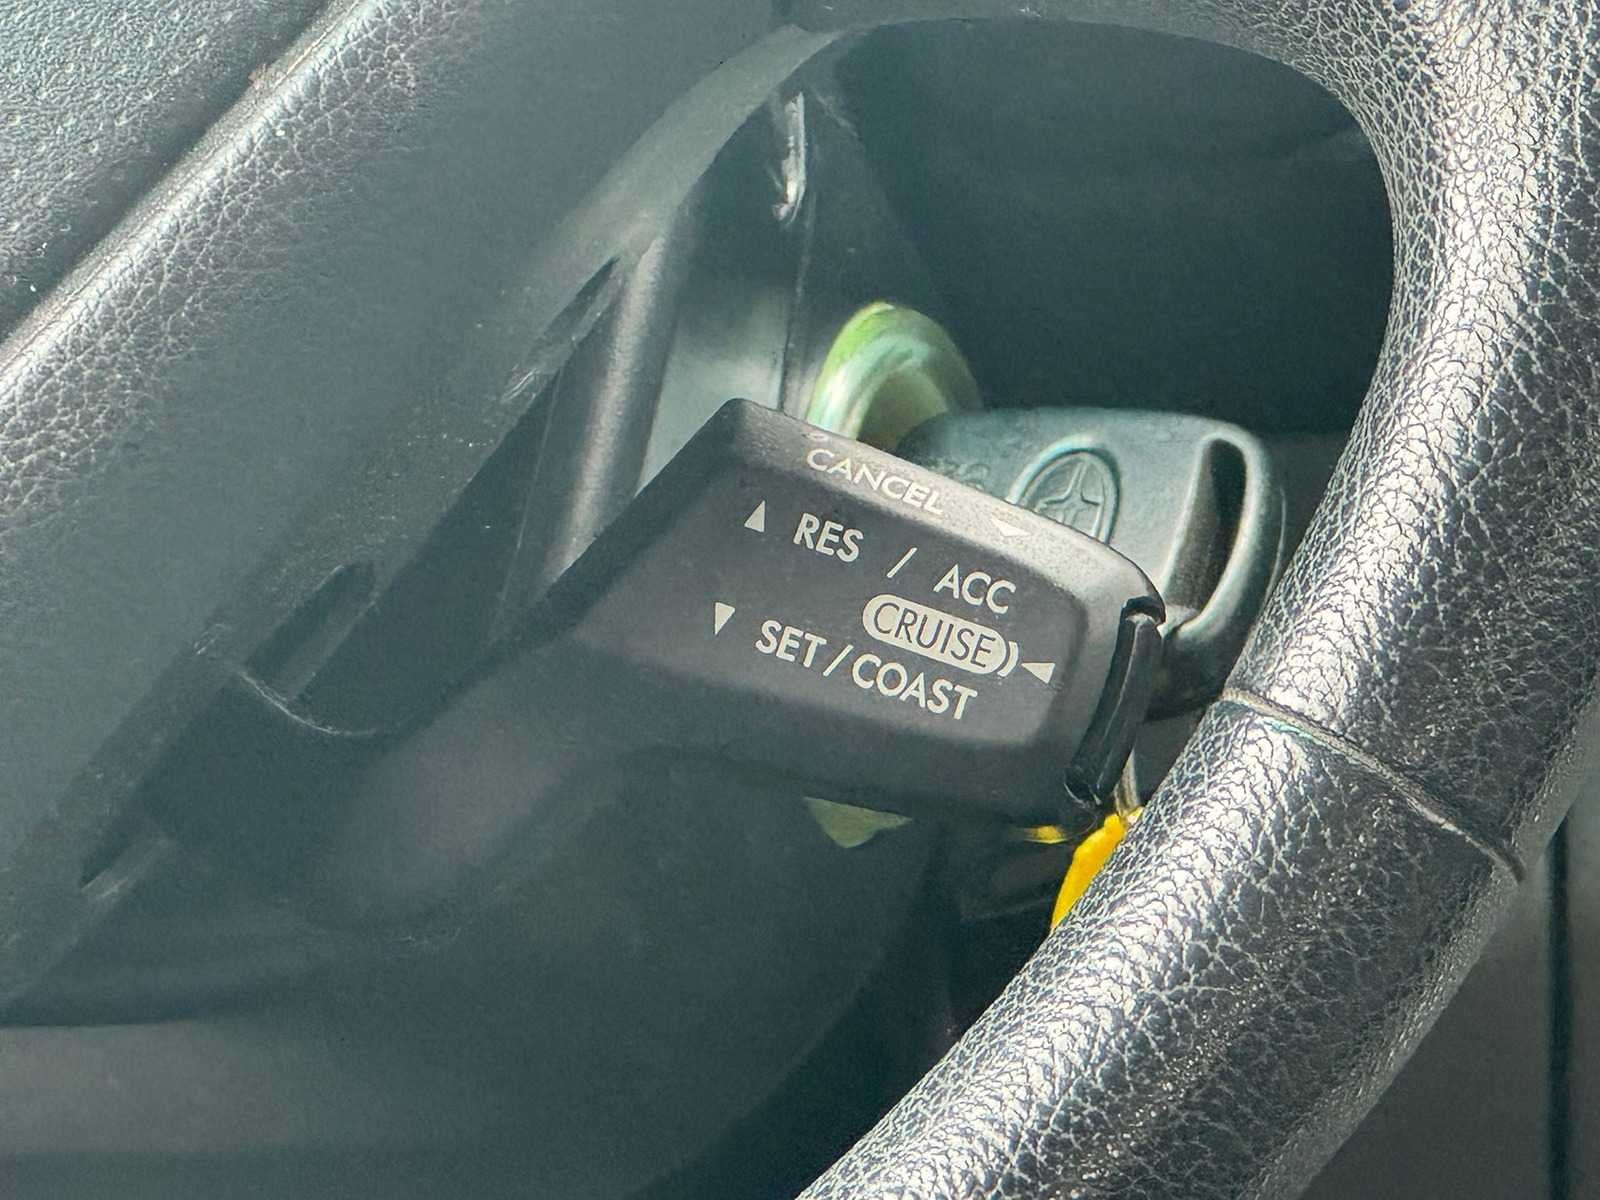 CANCEL
▲ RES / ACC
CRUISE
▼ SET/COAST